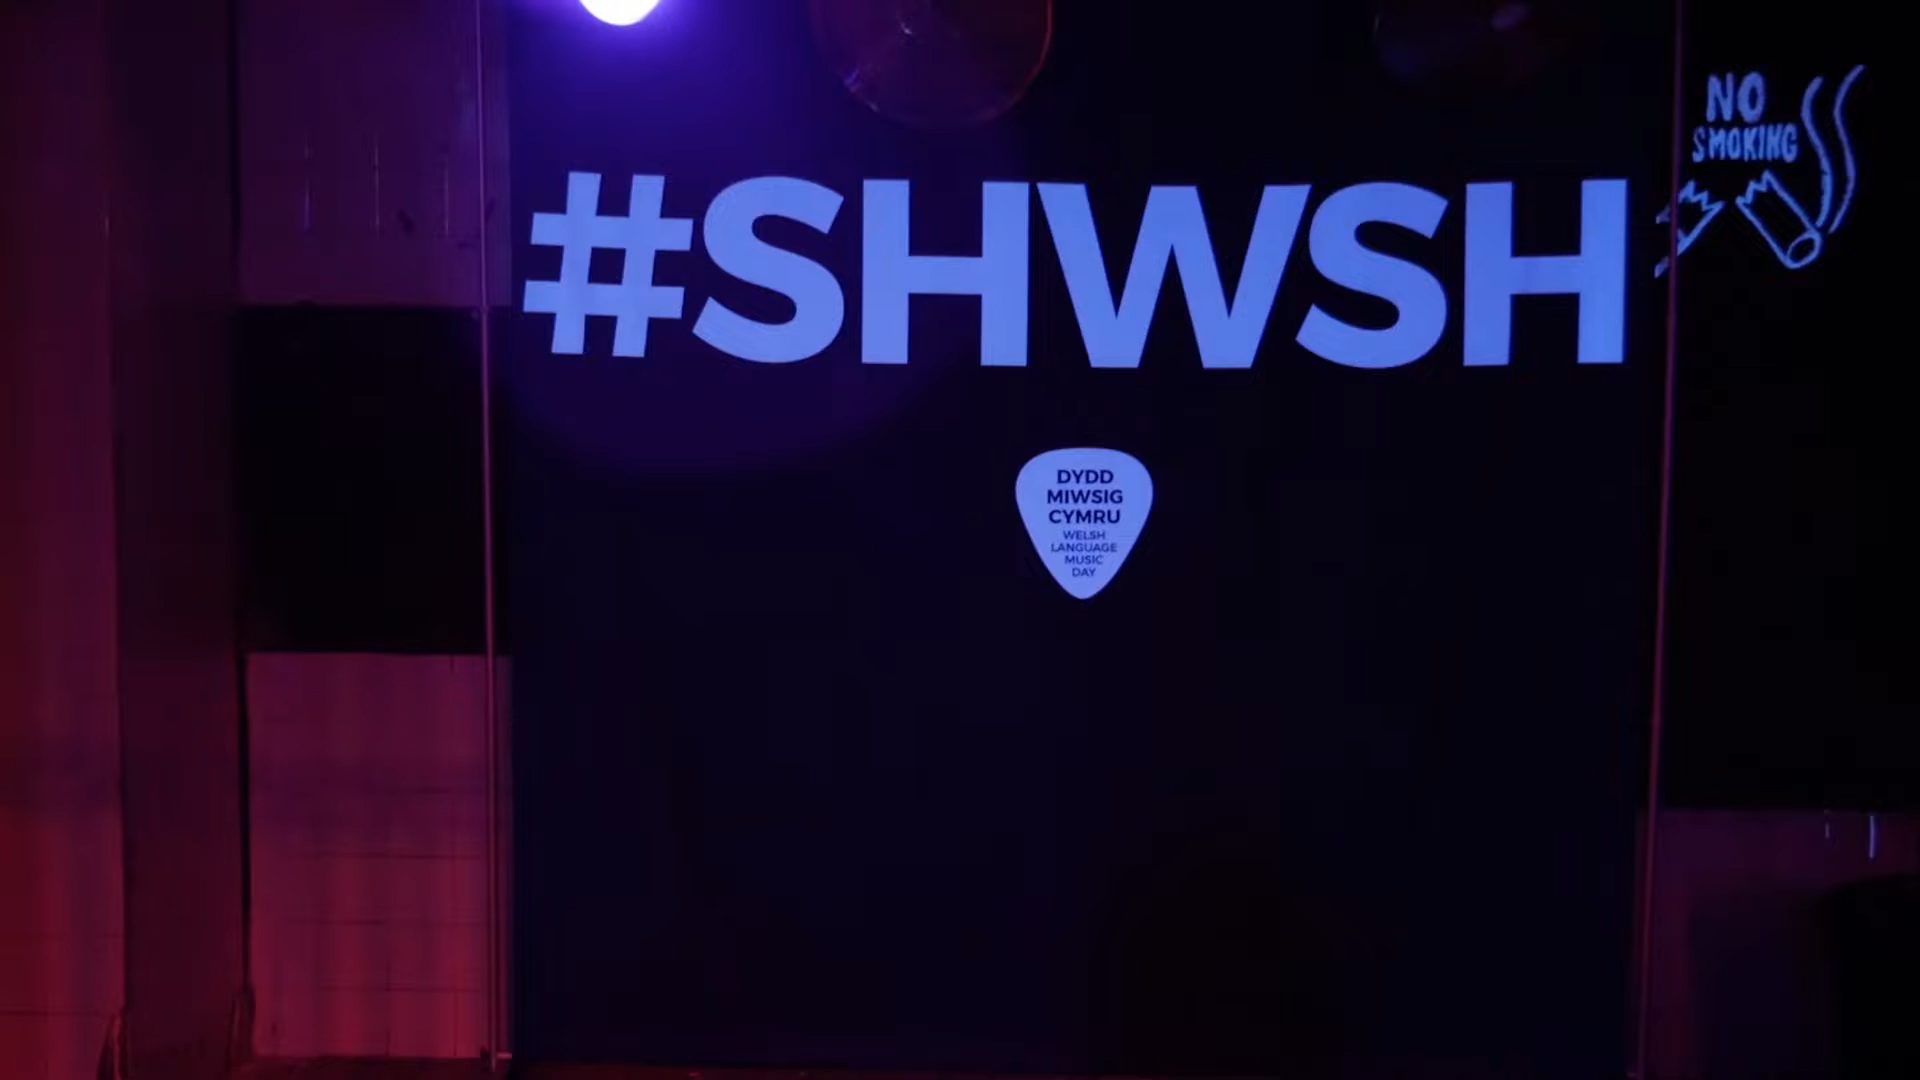 #SHWSH
NO
SMOKING
DYDD
MIWSIG
CYMRU
WELSH
LANGUAGE
MUSIC
DAY